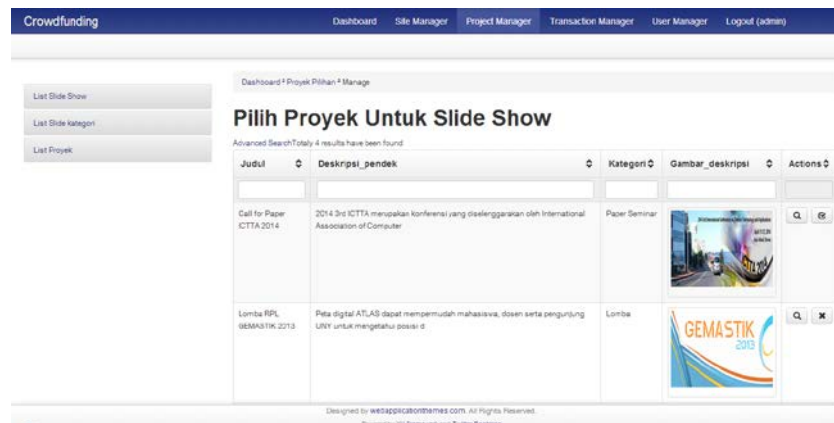 Crowdfunding
Dashboard Site Manager Project Manager Transaction Manager User Manager Logout (admin)
List Slide Show
List Slide kategori
List Proyek
Dashboard Proyek Pilihan Manage
Pilih Proyek Untuk Slide Show
Advanced SearchTotaly 4 results have been found
Judul Deskripsi_pendek Kategori Gambar_deskripsi Actions
Call for Paper ICTTA 2014
2014 3rd ICTTA merupakan konferensi yang diselenggarakan oleh International
Association of Computer
Paper Seminar
Lomba RPL
GEMASTIK 2013
Peta digital ATLAS dapat mempermudah mahasiswa, dosen serta pengunjung
UNY untuk mengetahui posisi d
Lomba
GEMASTIK
2013
Designed by webapplicationthemes.com. All Rights Reserved.